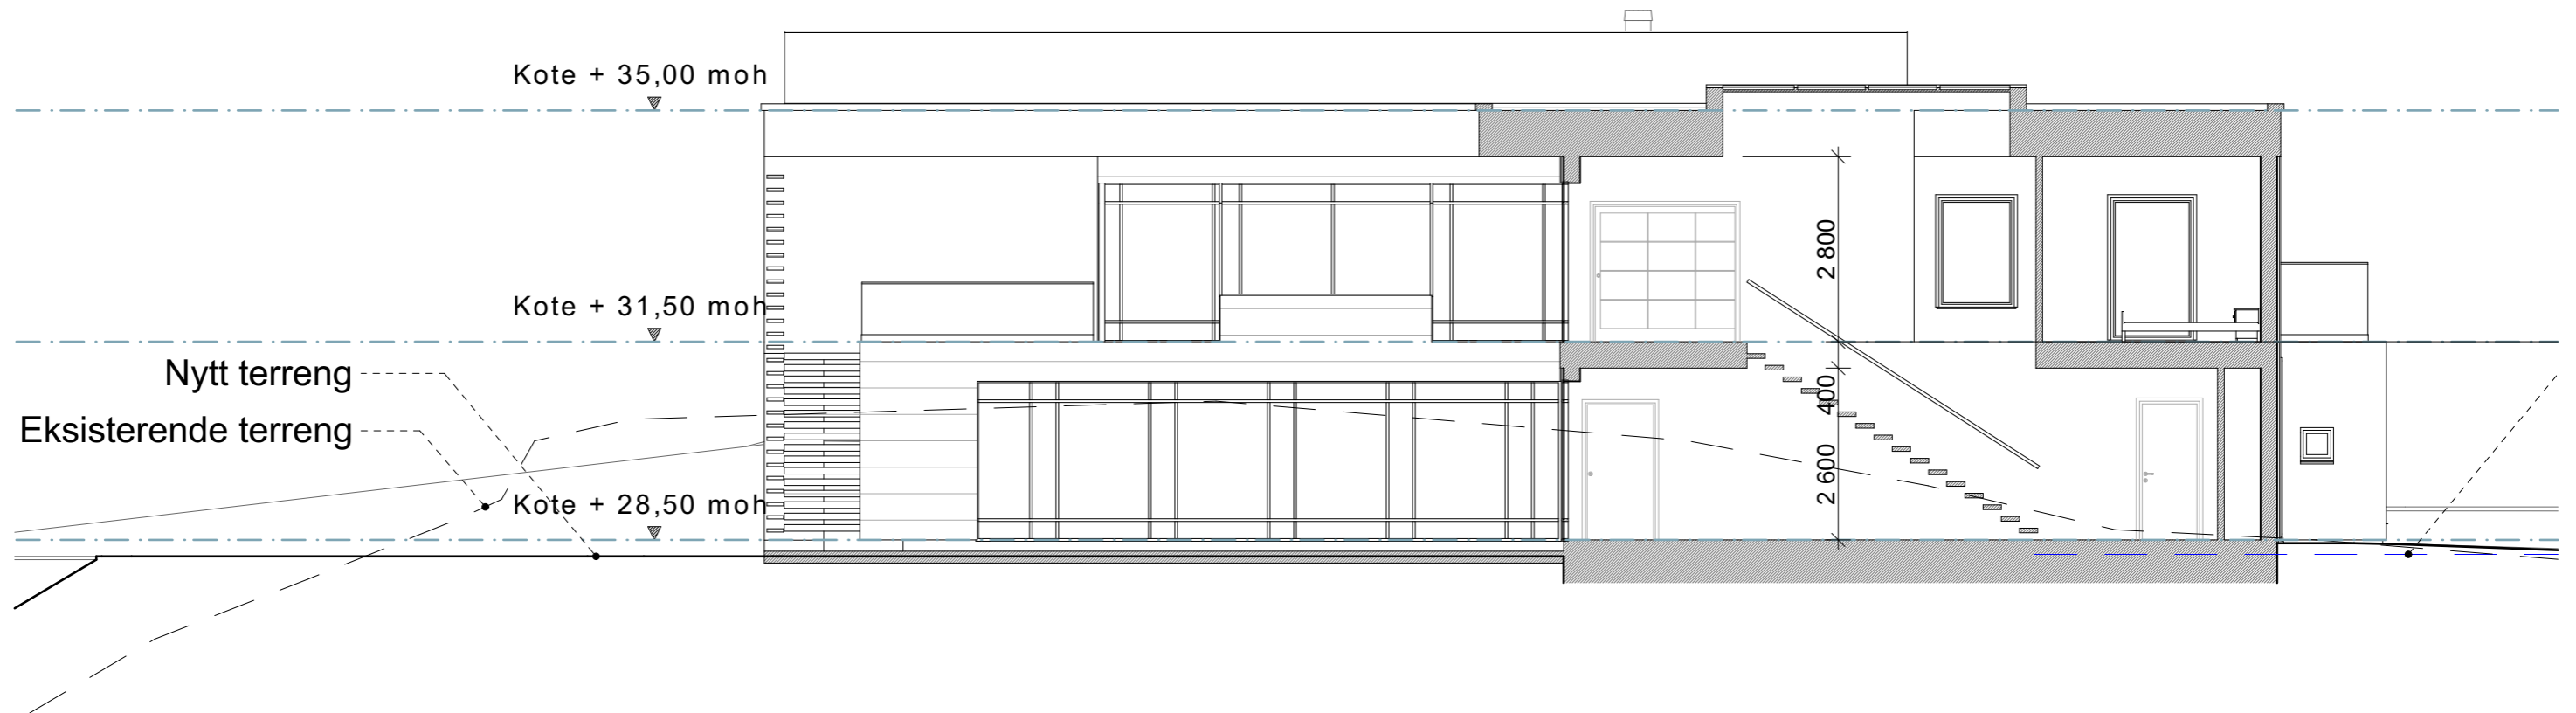 Kote + 35,00 moh
2 800
Kote + 31,50 moh
Nytt terreng
400
Eksisterende terreng
2 600
Kote + 28,50 moh